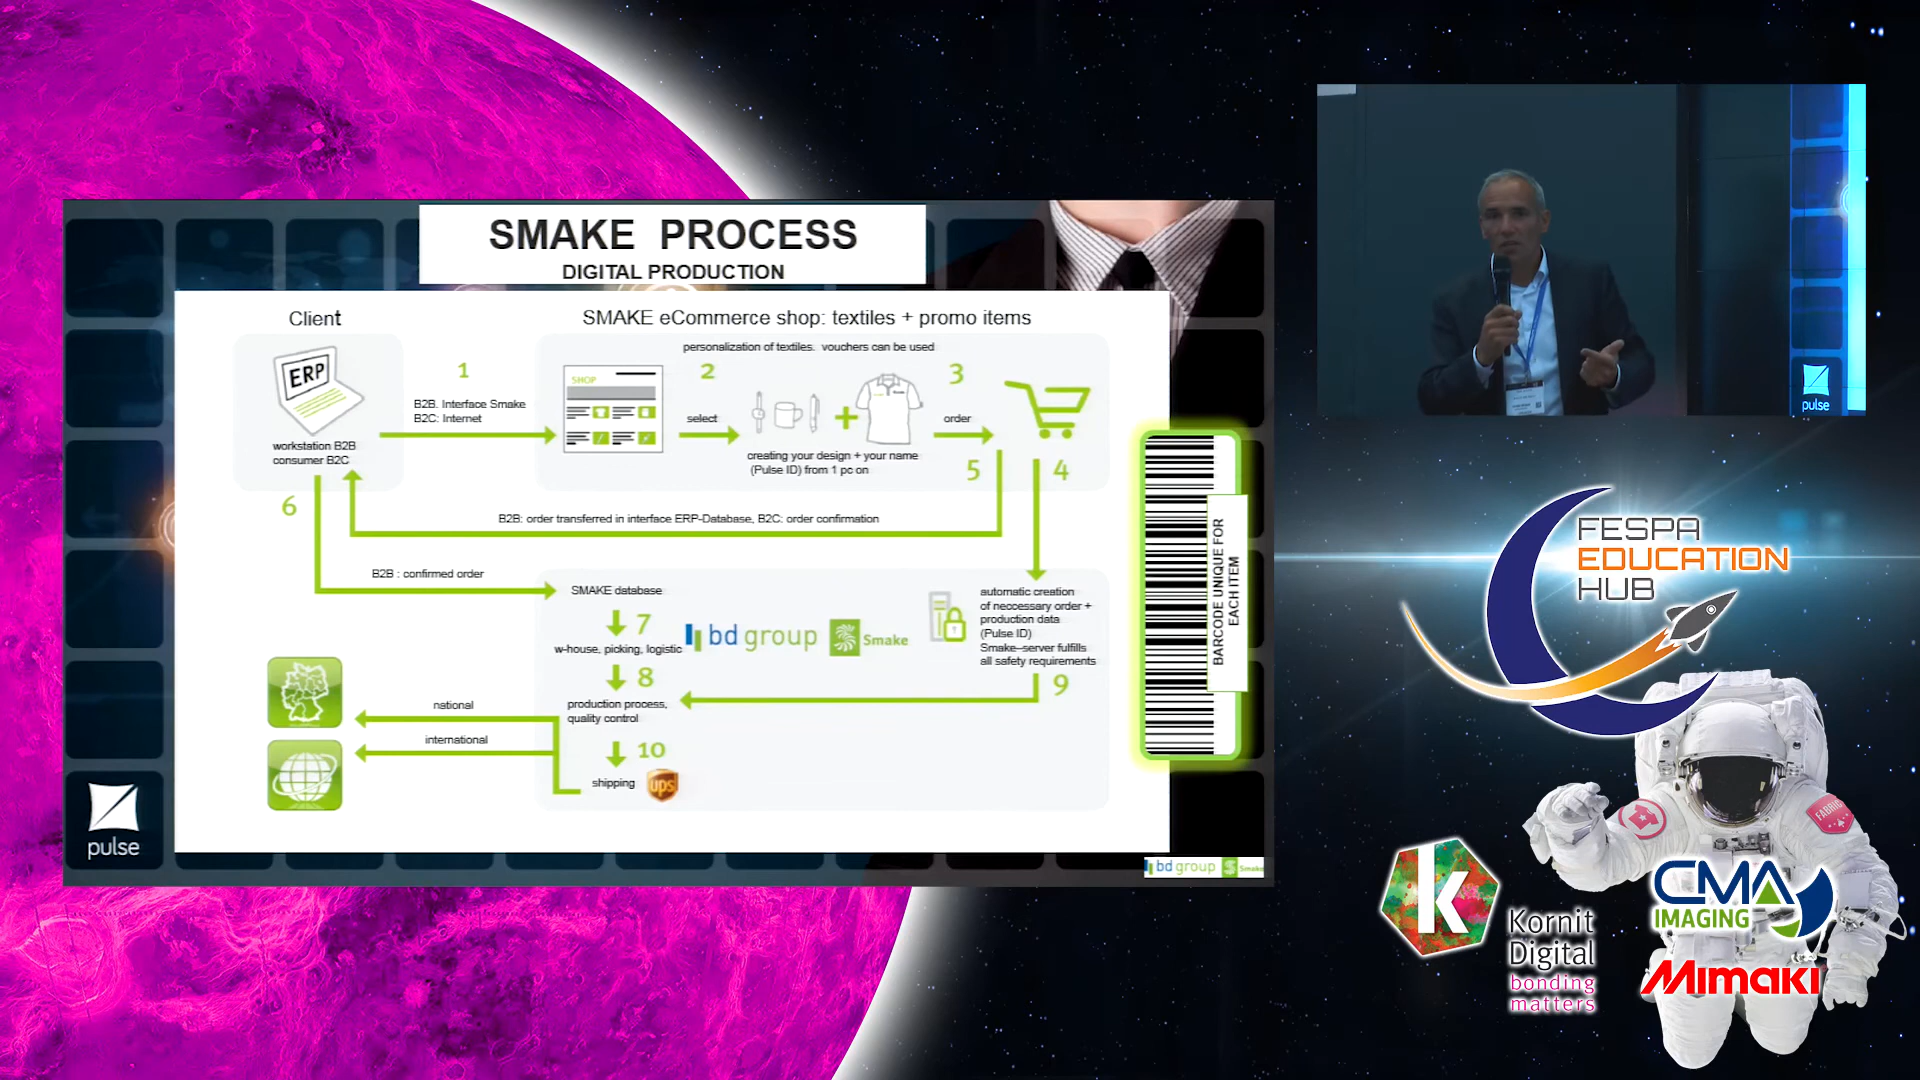 SMAKE PROCESS
DIGITAL PRODUCTION
Client
SMAKE eCommerce shop: textiles + promo items
personalization of textiles. vouchers can be used
ERP
1
SHOP
2
3
B2B. Interface Smake
B2C: Internet
select
order
workstation B2B
consumer B2C
creating your design + your name
(Pulse ID) from 1 pc on
5
4
6
B2B: order transferred in interface ERP-Database, B2C: order confirmation
B2B : confirmed order
SMAKE database
7
w-house, picking, logistic
bd group
Smake
automatic creation
of neccessary order +
production data
(Pulse ID)
Smake–server fulfills
all safety requirements
8
9
production process,
quality control
national
international
10
shipping
ups
BARCODE UNIQUE FOR
EACH ITEM
pulse
bd group
Smake
pulse
FESPA
EDUCATION
HUB
FABRIC
Kornit
Digital
bonding
matters
CMA
IMAGING
Mimaki